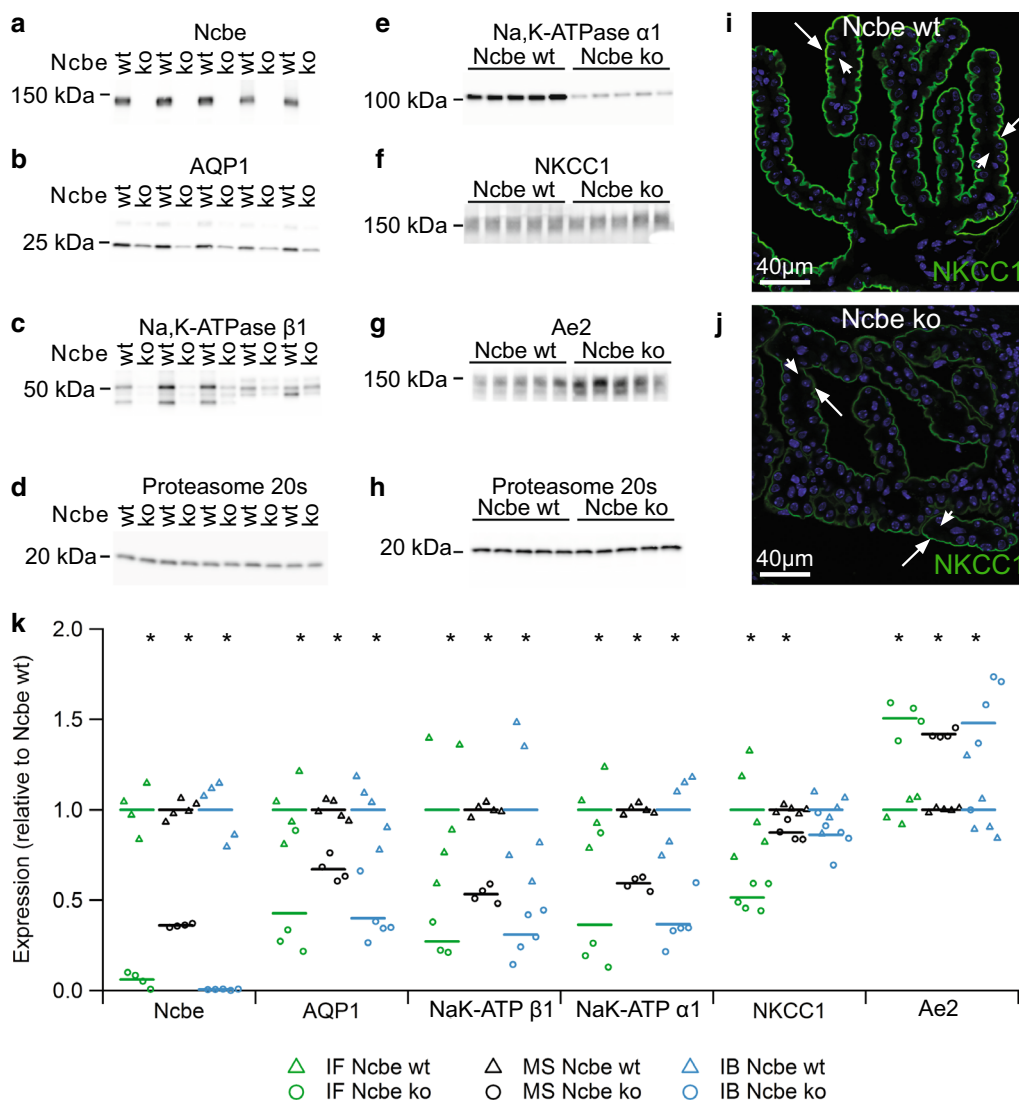 a
Ncbe
Ncbe wt ko wt ko wt ko wt ko wt ko
150 kDa
b
AQP1
Ncbe wt ko wt ko wt ko wt ko wt ko
25 kDa
c
Na,K-ATPase β1
Ncbe wt ko wt ko wt ko wt ko wt ko
50 kDa
d
Proteasome 20s
Ncbe wt ko wt ko wt ko wt ko wt ko
20 kDa
e
Na,K-ATPase α1
Ncbe wt Ncbe ko
100 kDa
f
NKCC1
Ncbe wt Ncbe ko
150 kDa
g
Ae2
Ncbe wt Ncbe ko
150 kDa
h
Proteasome 20s
Ncbe wt Ncbe ko
20 kDa
i
Ncbe wt
40µm
NKCC1
j
Ncbe ko
40µm
NKCC1
k
Expression (relative to Ncbe wt)
2.0
1.5
1.0
0.5
0.0
* * * * * * * * * * * * * * * * *
Ncbe AQP1 NaK-ATP β1 NaK-ATP α1 NKCC1 Ae2
IF Ncbe wt MS Ncbe wt IB Ncbe wt
IF Ncbe ko MS Ncbe ko IB Ncbe ko